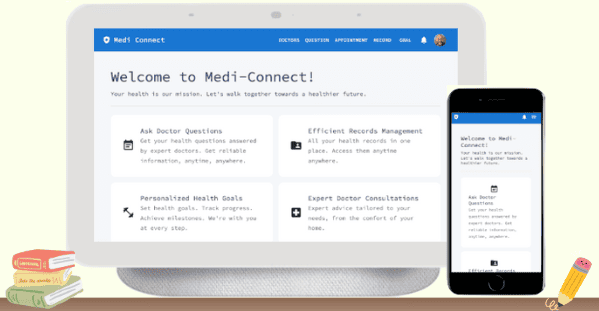 Medi Connect
DOCTORS QUESTION APPOINTMENT RECORD GOAL
Welcome to Medi-Connect!
Your health is our mission. Let's walk together towards a healthier future.
Ask Doctor Questions
Get your health questions answered
by expert doctors. Get reliable
information, anytime, anywhere.
Efficient Records Management
All your health records in one
place. Access them anytime
anywhere.
Personalized Health Goals
Set health goals. Track progress.
Achieve milestones. We're with you
at every step.
Expert Doctor Consultations
Expert advice tailored to your
needs, from the comfort of your
home.
Welcome to Medi-
Connect!
Your health is our mission.
Let's walk together towards a
healthier future.
Ask Doctor
Questions
Get your health
questions answered
by expert doctors. Get
reliable information,
anytime, anywhere.
Efficient Records